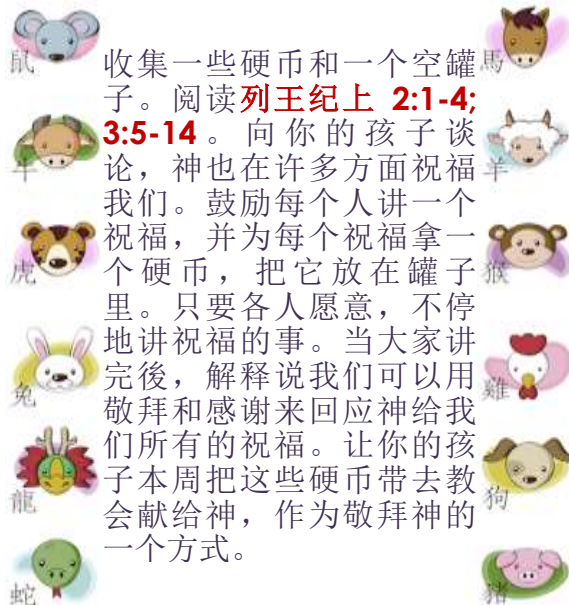 鼠
牛
虎
兔
龍
蛇
收集一些硬币和一个空罐
子。阅读列王纪上 2:1-4;
3:5-14。向你的孩子谈
论，神也在许多方面祝福
我们。鼓励每个人讲一个
祝福，并为每个祝福拿一
个硬币，把它放在罐子
里。只要各人愿意，不停
地讲祝福的事。当大家讲
完後，解释说我们可以用
敬拜和感谢来回应神给我
们所有的祝福。让你的孩
子本周把这些硬币带去教
会献给神，作为敬拜神的
一个方式。
馬
羊
猴
雞
狗
豬